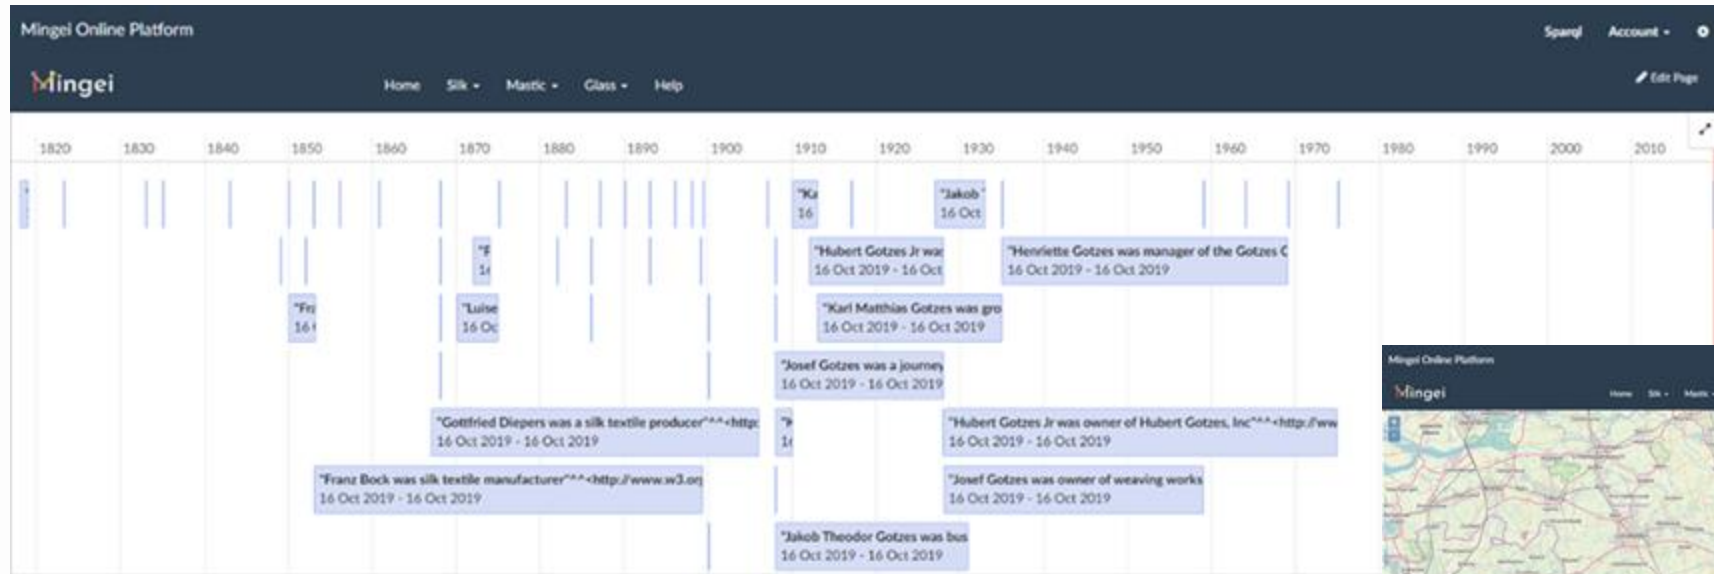 Mingei Online Platform
Sparql Account
Mingei
Home Silk Mastic Glass Help
Edit Page
1820 1830 1840 1850 1860 1870 1880 1890 1900 1910 1920 1930 1940 1950 1960 1970 1980 1990 2000 2010
"Ka
16
"Jakob
16 Oct
"F
"Hubert Gotzes Jr was
16 Oct 2019 - 16 Oct
"Henriette Gotzes was manager of the Gotzes C
16 Oct 2019 - 16 Oct 2019
"Fra
16
"Luise
16 Oc
"Karl Matthias Gotzes was gro
16 Oct 2019 - 16 Oct 2019
"Josef Gotzes was a journey
16 Oct 2019 - 16 Oct 2019
"Gottfried Diepers was a silk textile producer"^^<http:
16 Oct 2019 - 16 Oct 2019
"Hubert Gotzes Jr was owner of Hubert Gotzes, Inc"^^<http://ww
16 Oct 2019 - 16 Oct 2019
"Franz Bock was silk textile manufacturer"^^<http://www.w3.or
16 Oct 2019 - 16 Oct 2019
"Josef Gotzes was owner of weaving works
16 Oct 2019 - 16 Oct 2019
"Jakob Theodor Gotzes was bus
16 Oct 2019 - 16 Oct 2019
Mingei Online Platform
Mingei
Home Silk Mastic